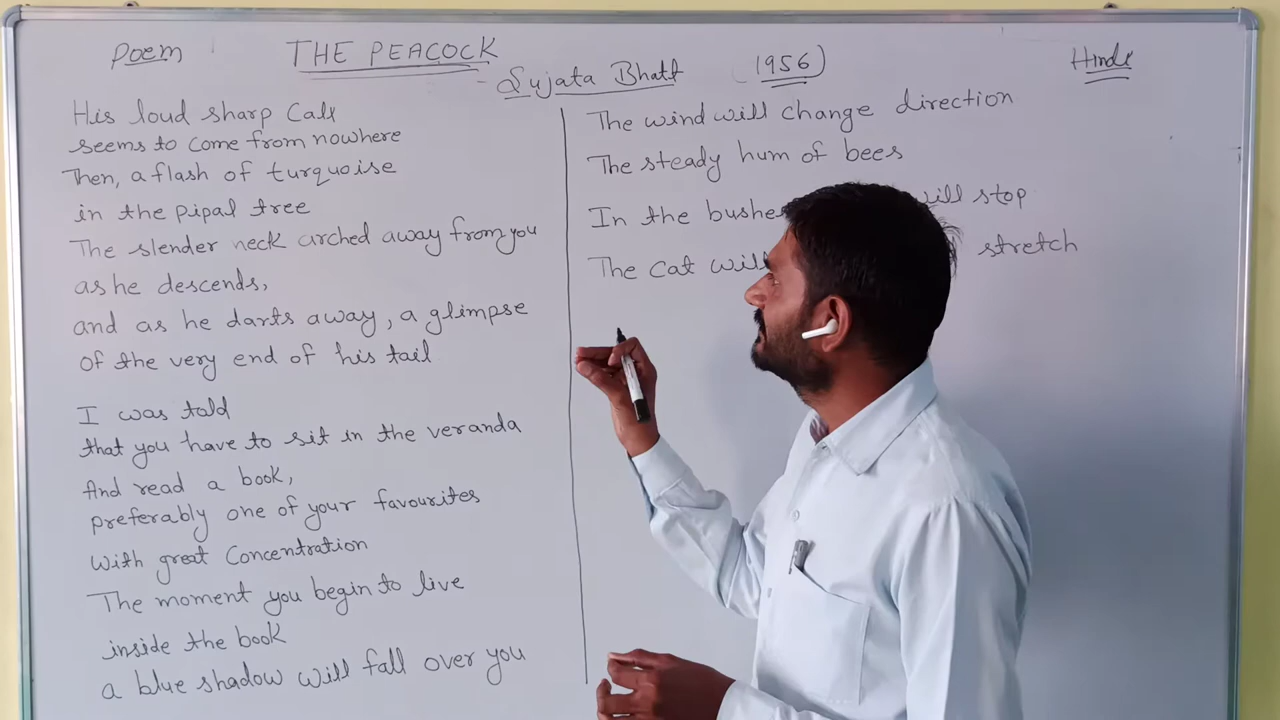 Poem
THE PEACOCK
- Sujata Bhatt (1956)
Hindi
His loud sharp Call
seems to come from nowhere
Then, a flash of turquoise
in the pipal tree
The slender neck arched away from you
as he descends,
and as he darts away, a glimpse
of the very end of his tail
I was told
that you have to sit in the veranda
And read a book,
preferably one of your favourites
with great Concentration
The moment you begin to live
inside the book
a blue shadow will fall over you
The wind will change direction
The steady hum of bees
In the bushe will stop
The cat will stretch